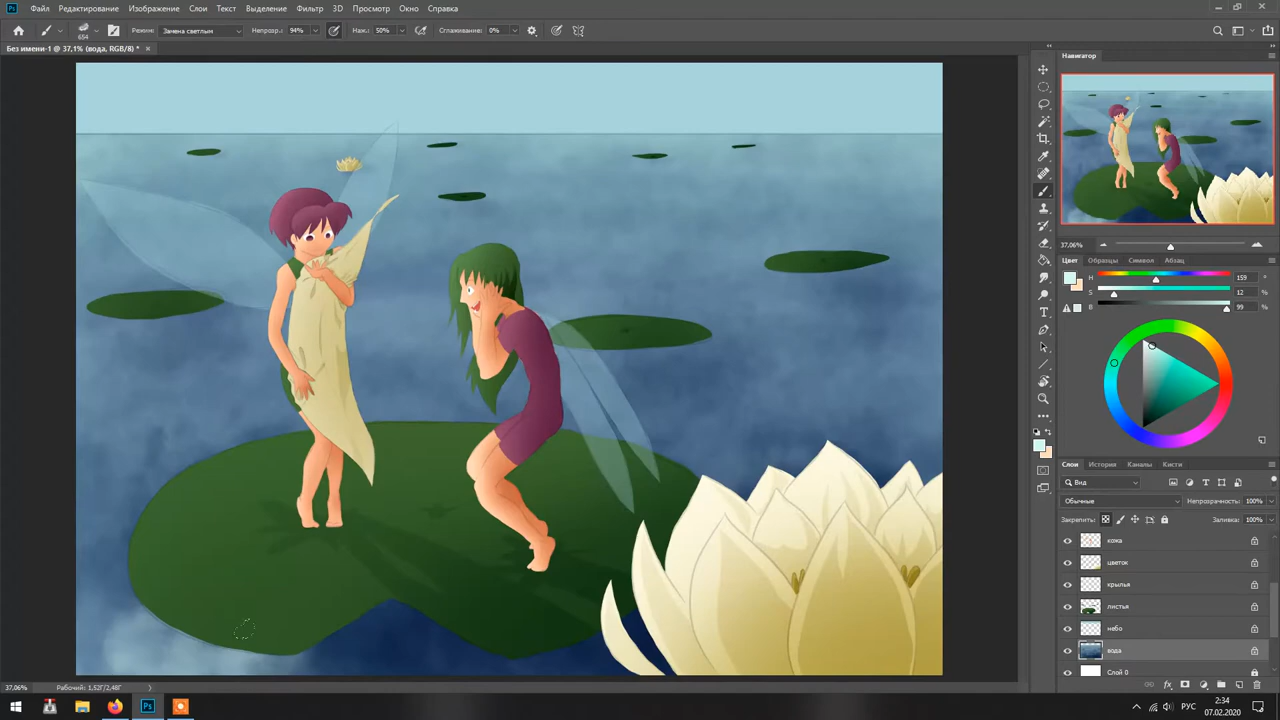 Файл Редактирование Изображение Слои Текст Выделение Фильтр 3D Просмотр Окно Справка
654 Режим: Замена светлым Непрозр.: 94% Наж.: 50% Сглаживание: 0%
Без имени-1 @ 37,1% (вода, RGB/8) * ×
Навигатор
37,06%
Цвет Образцы Символ Абзац
H 159 °
S 12 %
B 99 %
Слои История Каналы Кисти
Вид
Обычные Непрозрачность: 100%
Закрепить: Заливка: 100%
кожа
цветок
крылья
листья
небо
вода
Слой 0
37,06% Рабочий: 1,52Г/2,48Г
РУС
2:34
07.02.2020